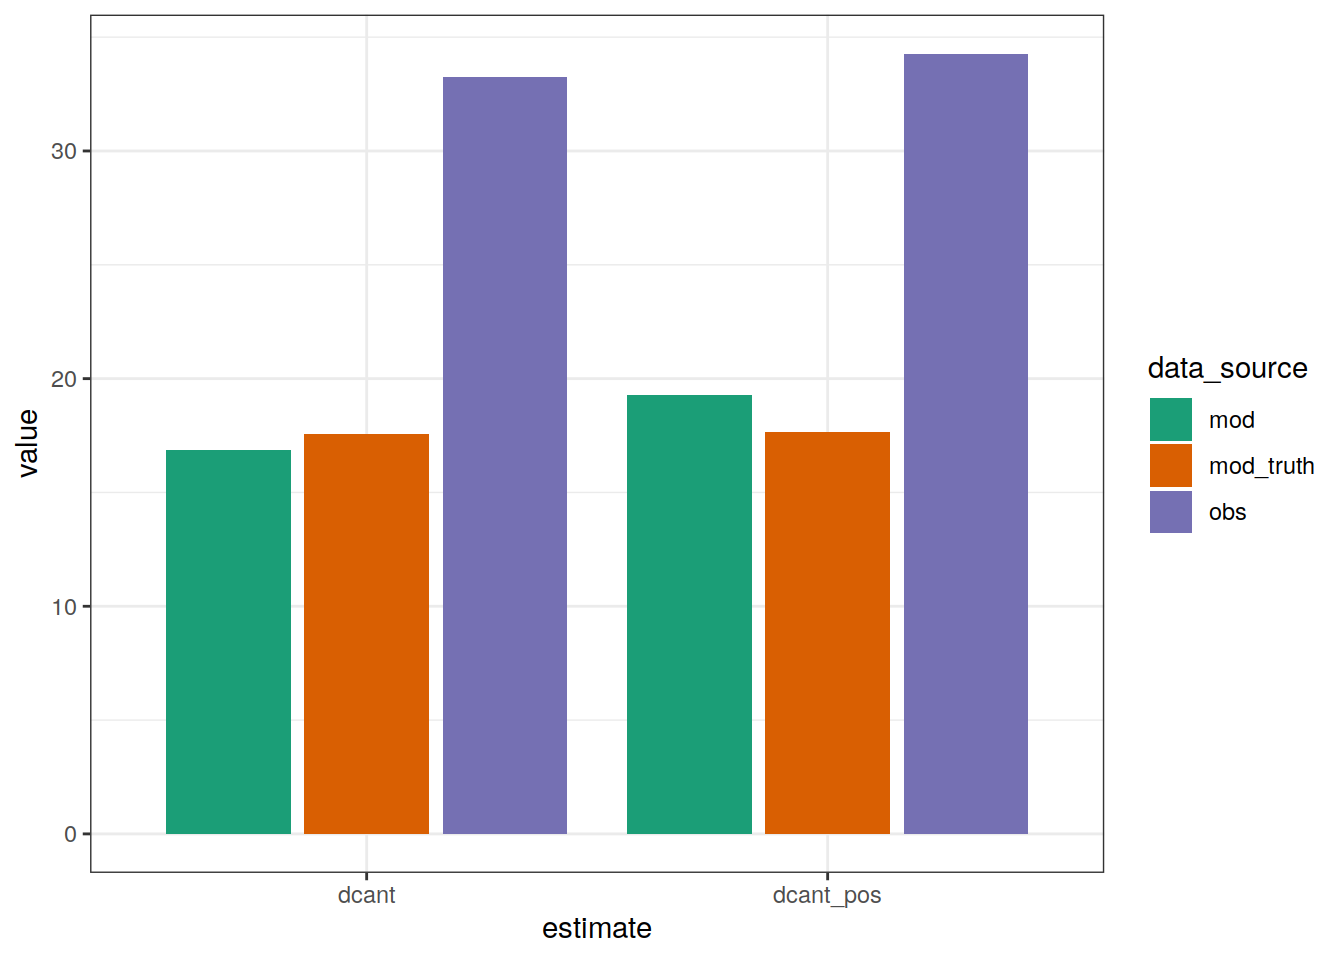 30
20
10
0
value
dcant
dcant_pos
estimate
data_source
mod
mod_truth
obs